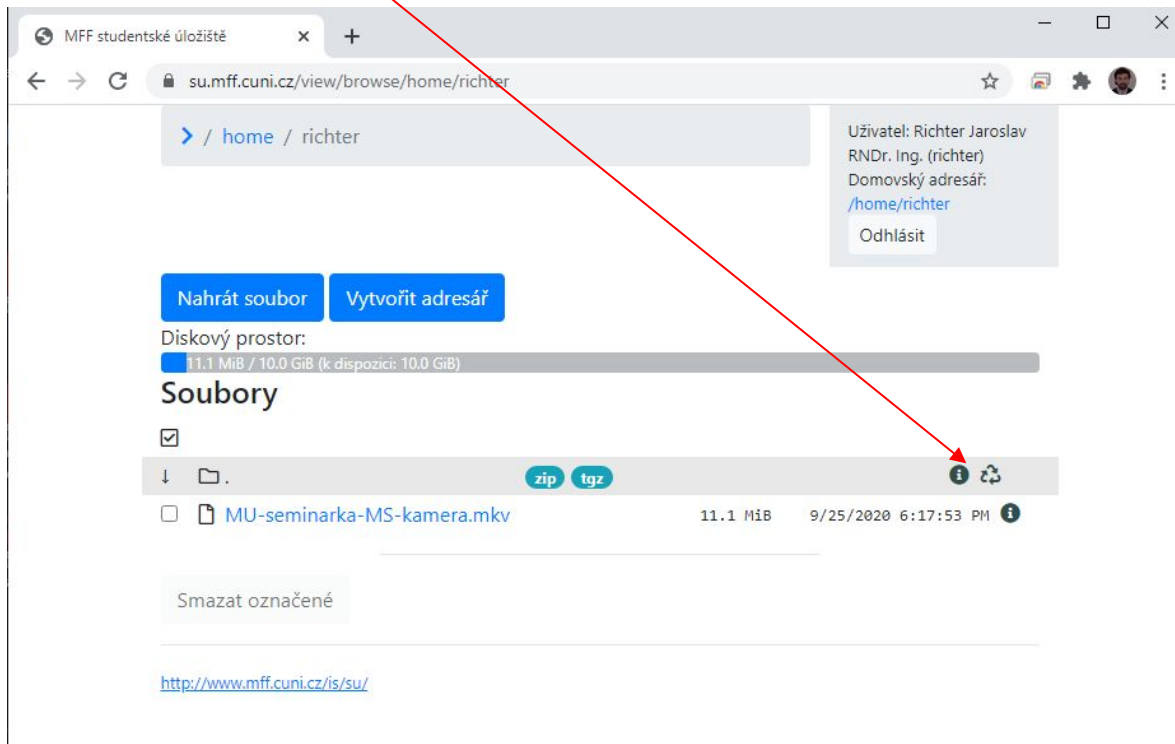 MFF studentské úložiště
su.mff.cuni.cz/view/browse/home/richter
/ home / richter
Uživatel: Richter Jaroslav
RNDr. Ing. (richter)
Domovský adresář:
/home/richter
Odhlásit
Nahrát soubor Vytvořit adresář
Diskový prostor:
11.1 MiB / 10.0 GiB (k dispozici: 10.0 GiB)
Soubory
. zip tgz
MU-seminarka-MS-kamera.mkv 11.1 MiB 9/25/2020 6:17:53 PM
Smazat označené
http://www.mff.cuni.cz/is/su/